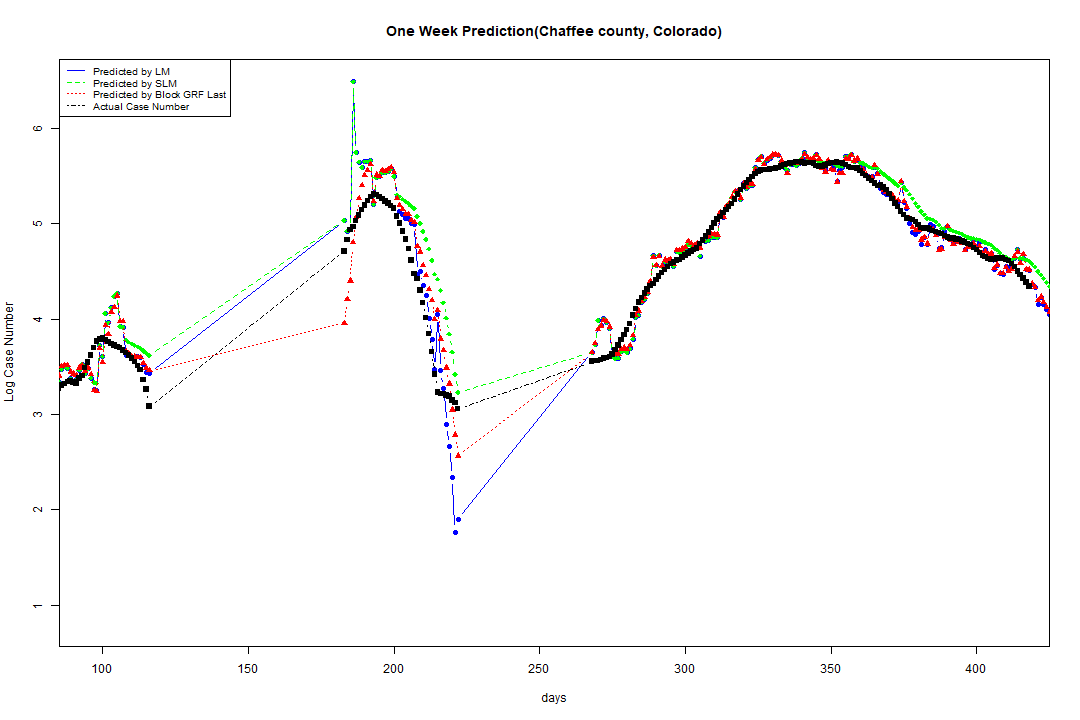 One Week Prediction(Chaffee county, Colorado)
Predicted by LM
Predicted by SLM
Predicted by Block GRF Last
Actual Case Number
Log Case Number
6
5
4
3
2
1
100 150 200 250 300 350 400
days